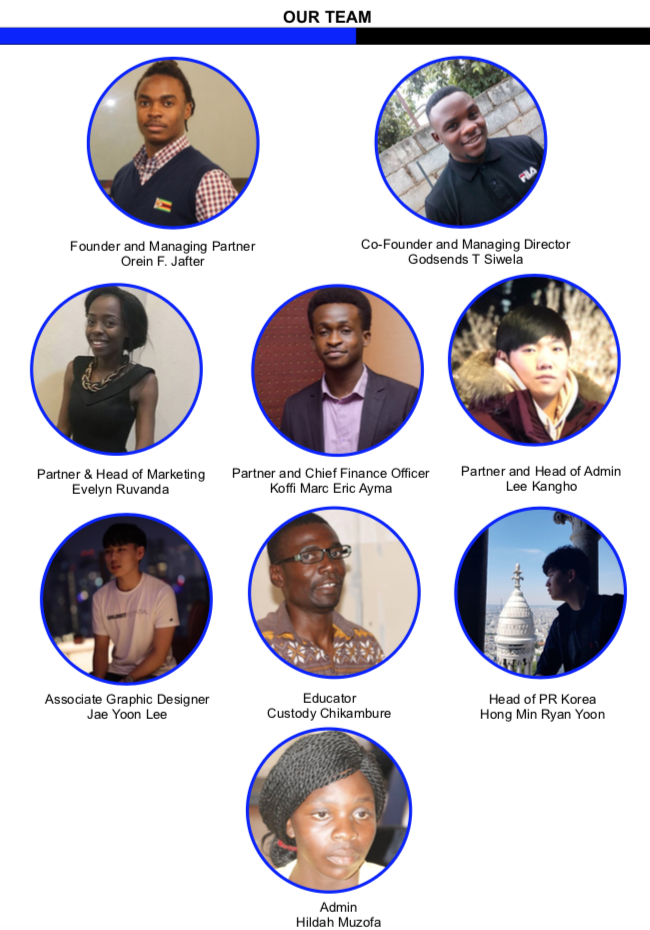 OUR TEAM
FILA
Founder and Managing Partner
Orein F. Jafter
Co-Founder and Managing Director
Godsends T Siwela
Partner & Head of Marketing
Evelyn Ruvanda
Partner and Chief Finance Officer
Koffi Marc Eric Ayma
Partner and Head of Admin
Lee Kangho
Associate Graphic Designer
Jae Yoon Lee
Educator
Custody Chikambure
Head of PR Korea
Hong Min Ryan Yoon
Admin
Hildah Muzofa